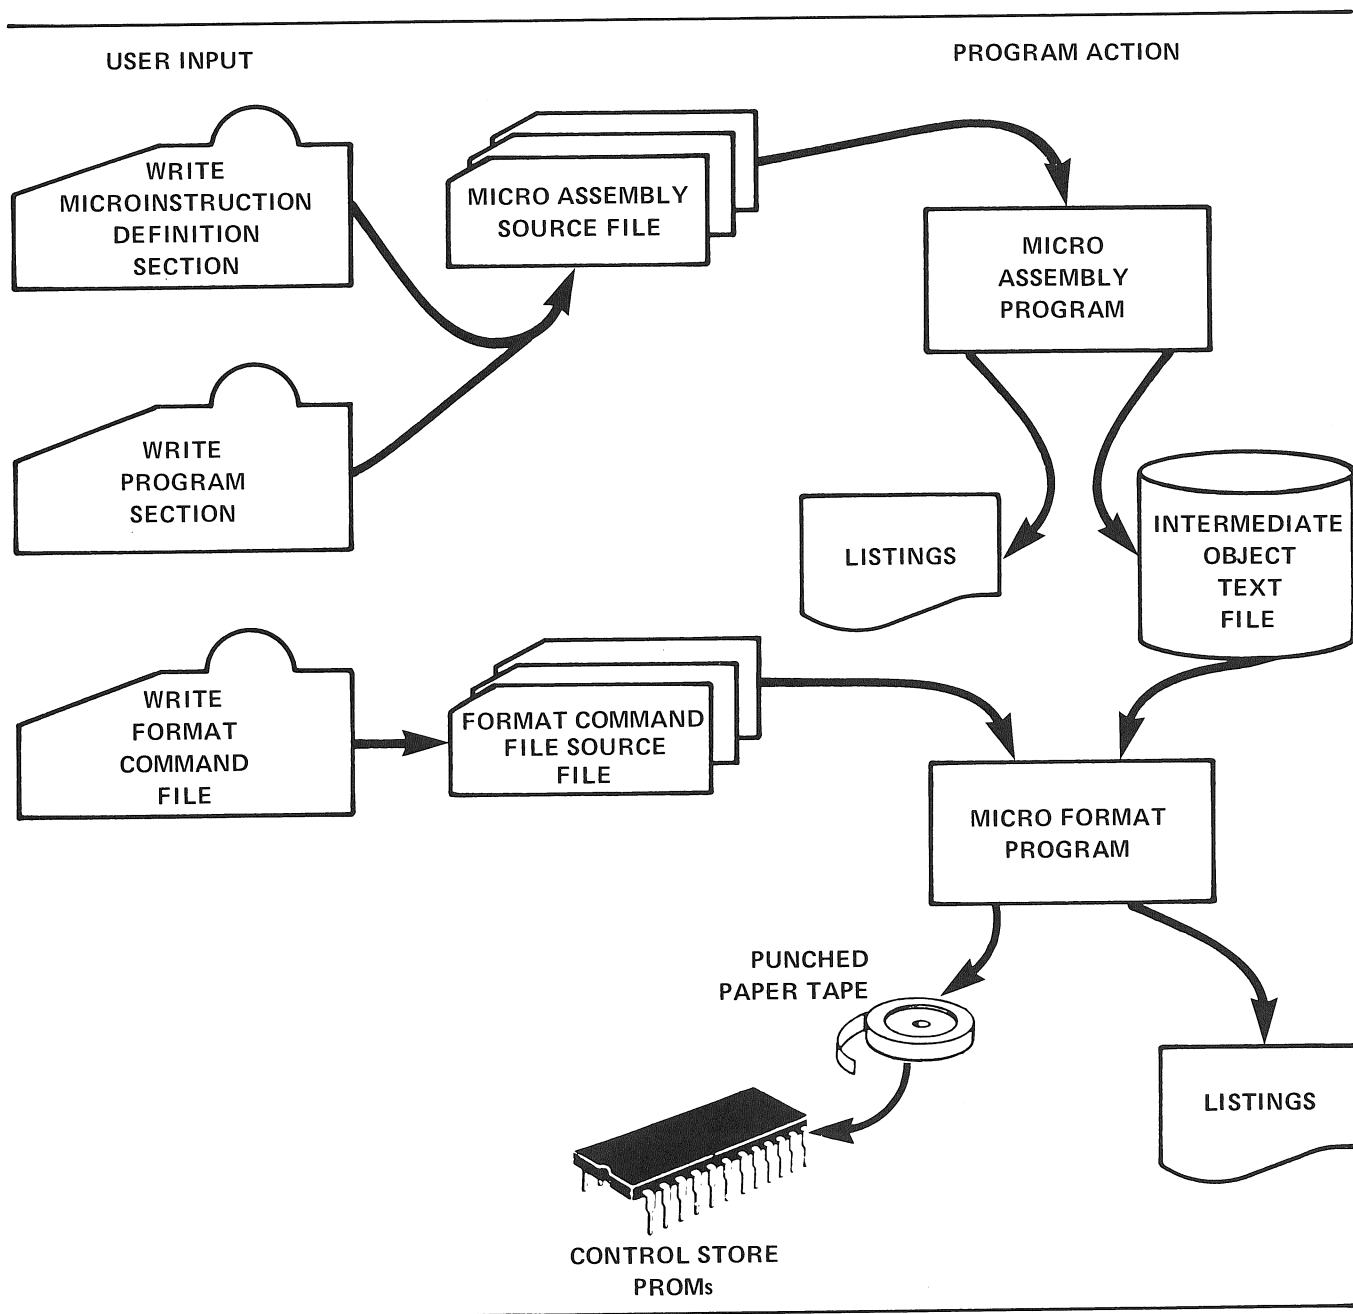 USER INPUT
PROGRAM ACTION
WRITE
MICROINSTRUCTION
DEFINITION
SECTION
MICRO ASSEMBLY
SOURCE FILE
MICRO
ASSEMBLY
PROGRAM
WRITE
PROGRAM
SECTION
LISTINGS
INTERMEDIATE
OBJECT
TEXT
FILE
WRITE
FORMAT
COMMAND
FILE
FORMAT COMMAND
FILE SOURCE
FILE
MICRO FORMAT
PROGRAM
PUNCHED
PAPER TAPE
LISTINGS
CONTROL STORE
PROMs